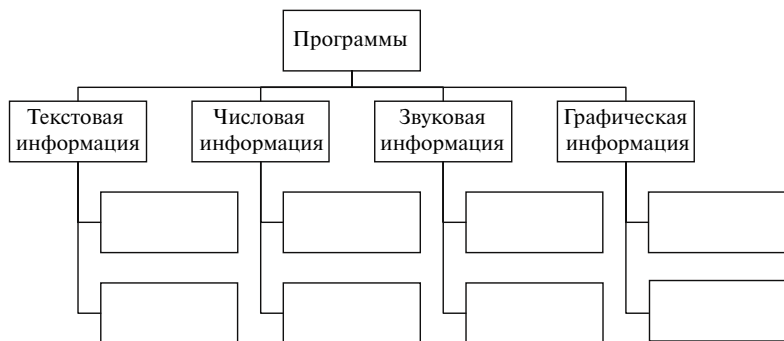 Программы
Текстовая
информация
Числовая
информация
Звуковая
информация
Графическая
информация